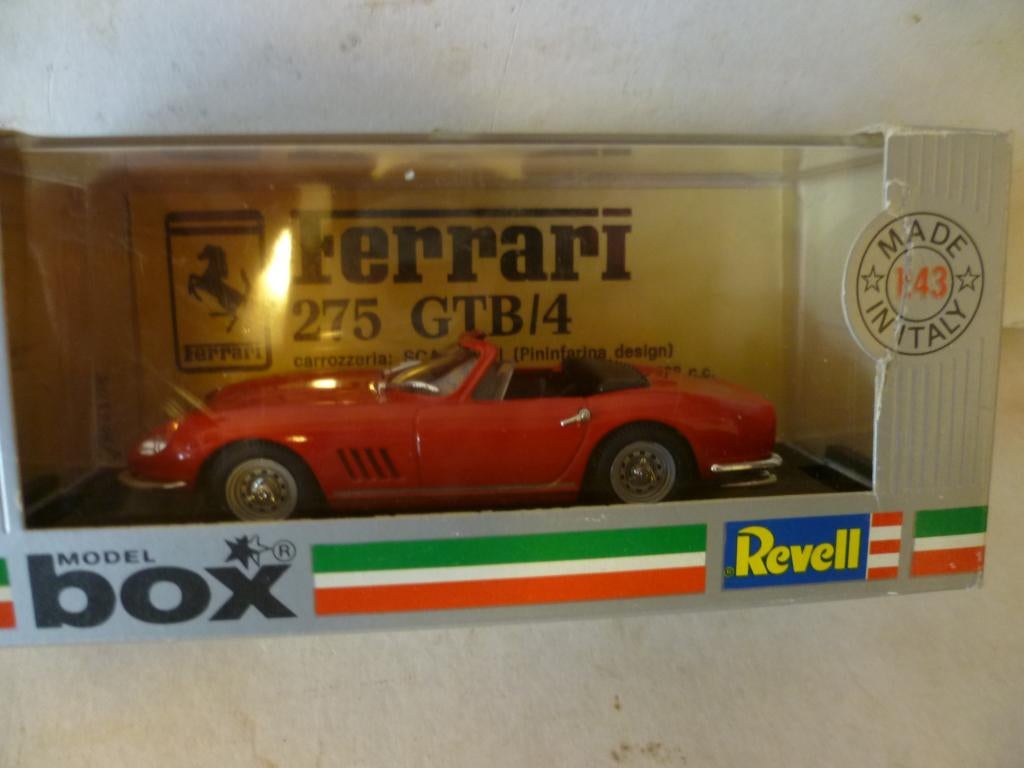 Ferrari
275 GTB/4
Ferrari
carrozzeria: (Pininfarina design)
c.c.
MADE
1:43
IN ITALY
MODEL
box ®
Revell